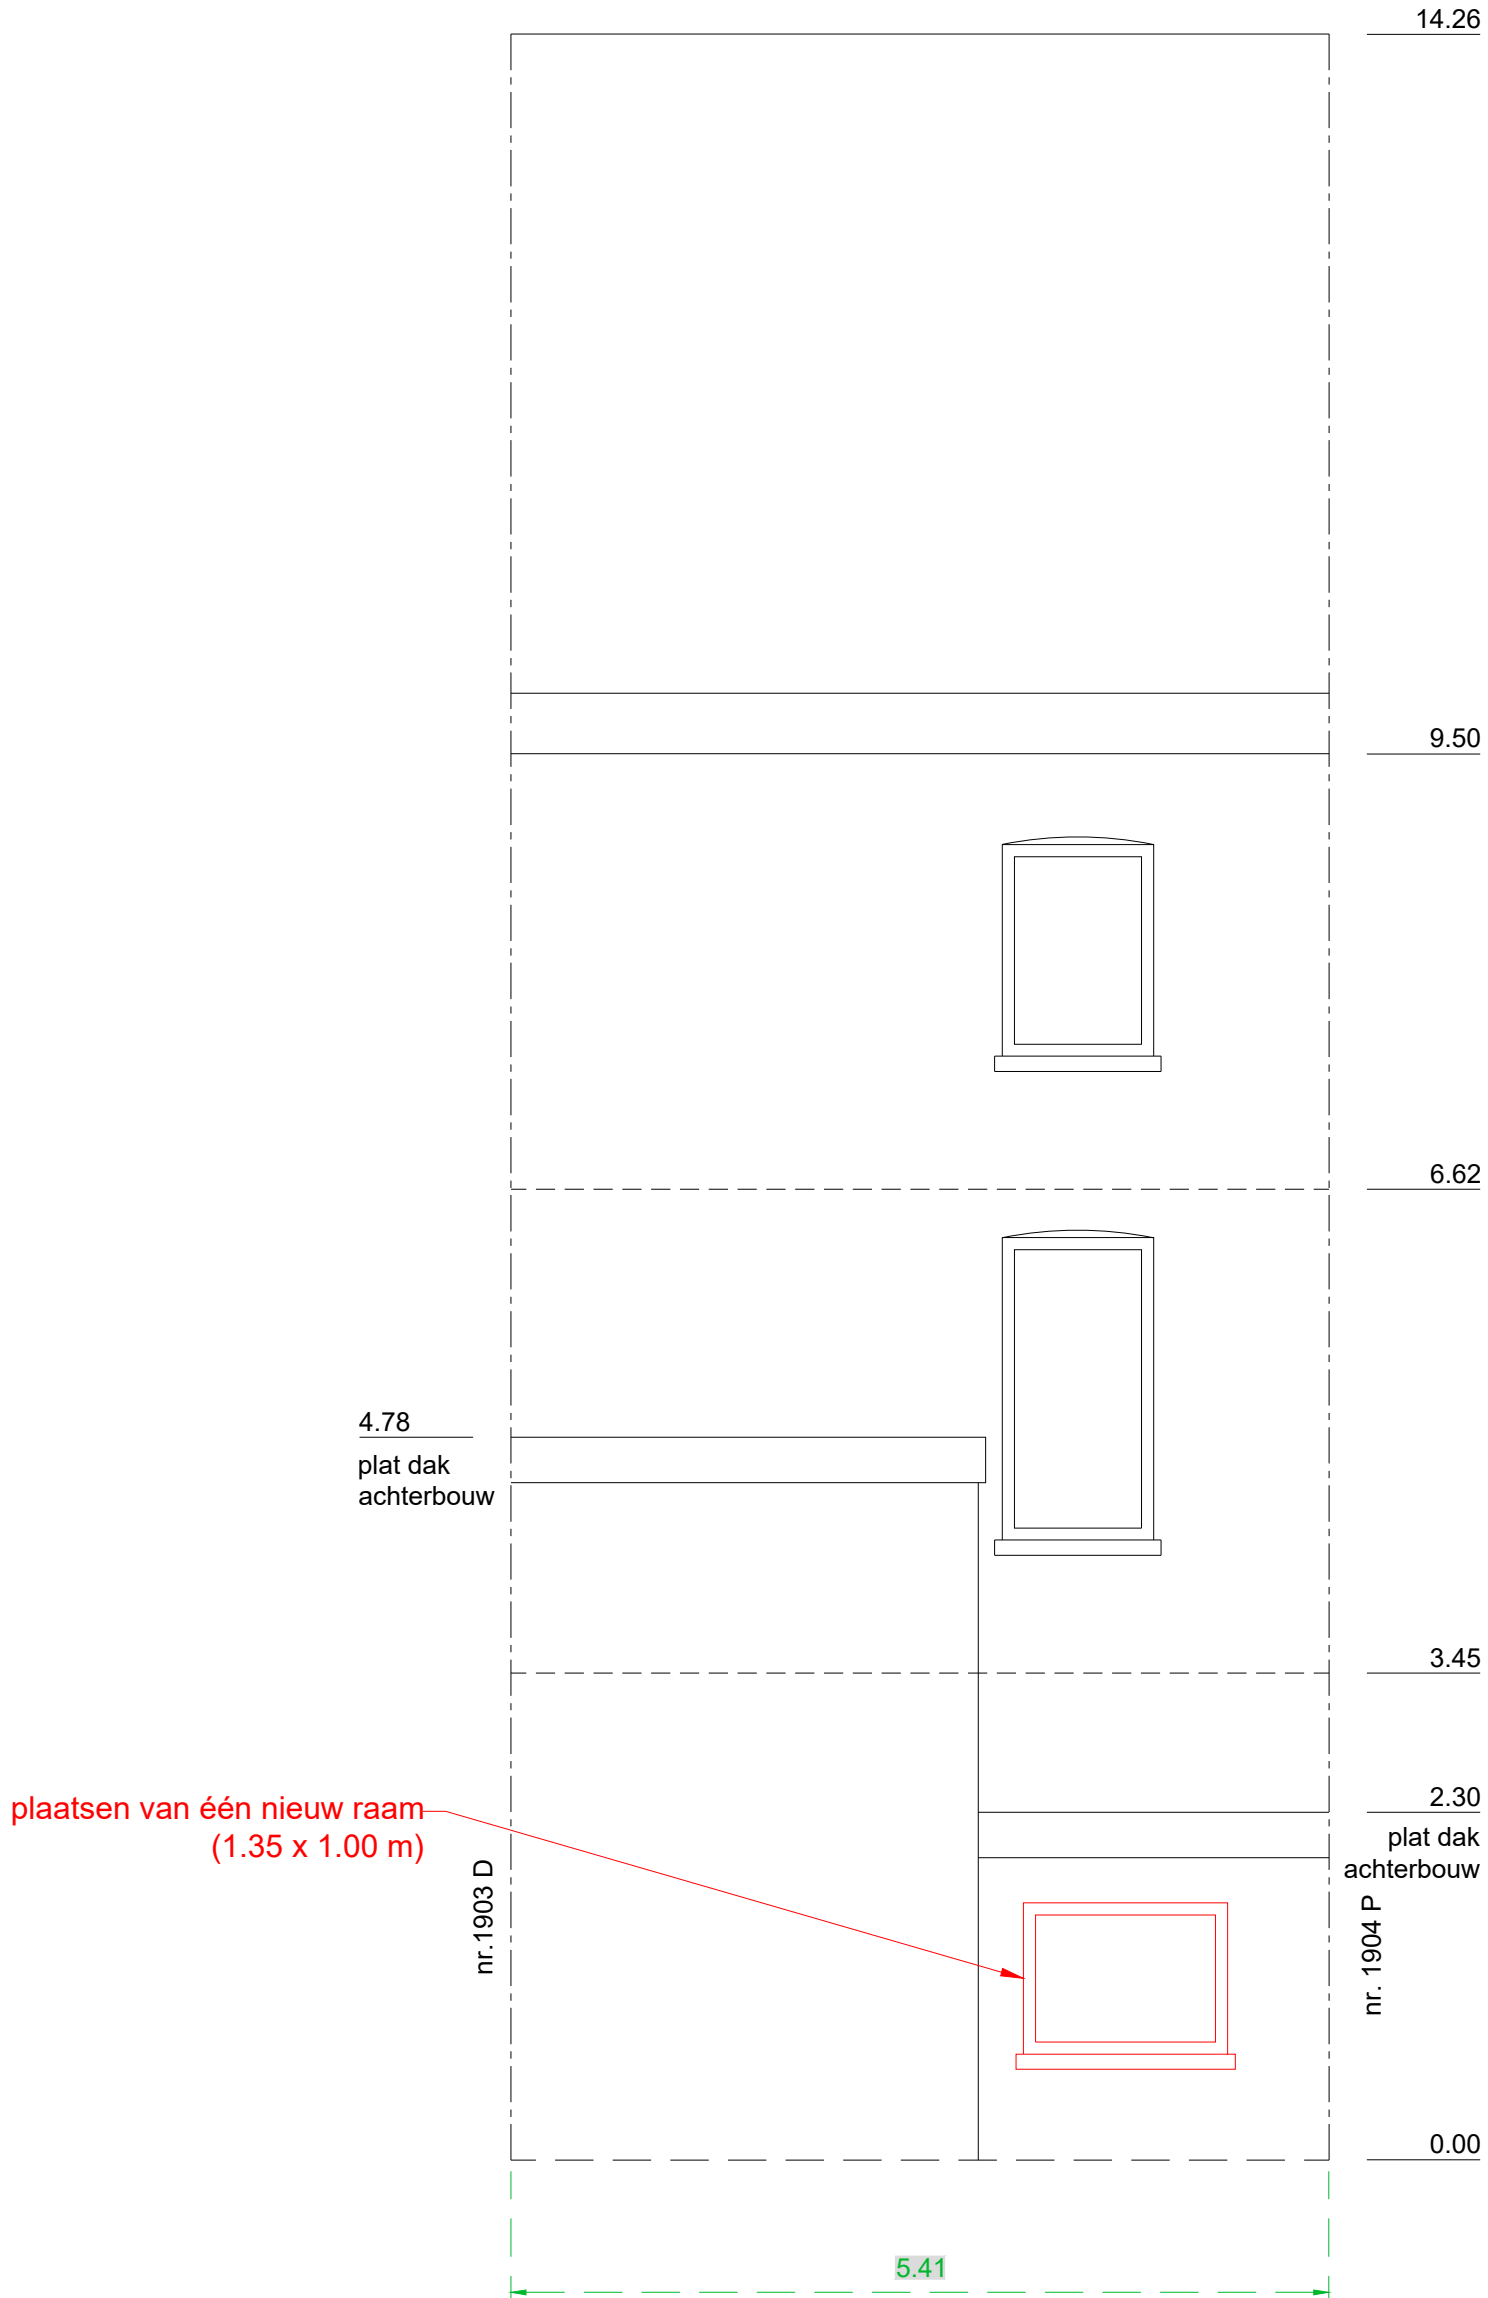 14.26
9.50
6.62
4.78
plat dak
achterbouw
3.45
plaatsen van één nieuw raam
(1.35 x 1.00 m)
2.30
plat dak
achterbouw
nr.1903 D
nr. 1904 P
0.00
5.41